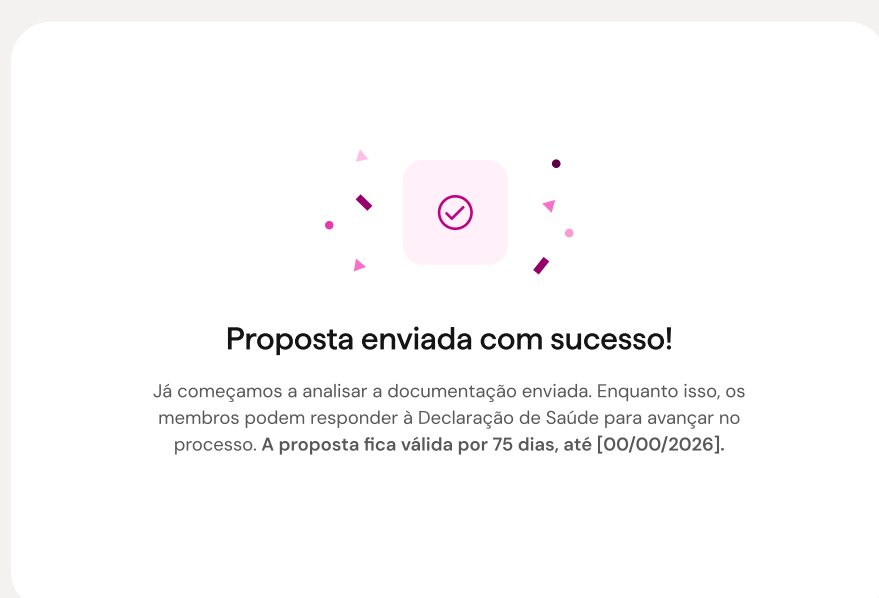 Proposta enviada com sucesso!
Já começamos a analisar a documentação enviada. Enquanto isso, os
membros podem responder à Declaração de Saúde para avançar no
processo. A proposta fica válida por 75 dias, até [00/00/2026].